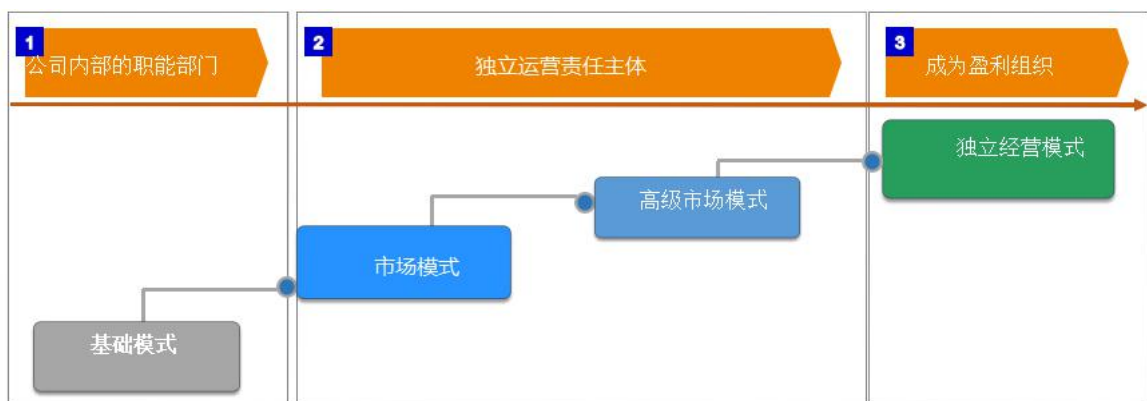 1
公司内部的职能部门
2
独立运营责任主体
3
成为盈利组织
独立经营模式
高级市场模式
市场模式
基础模式